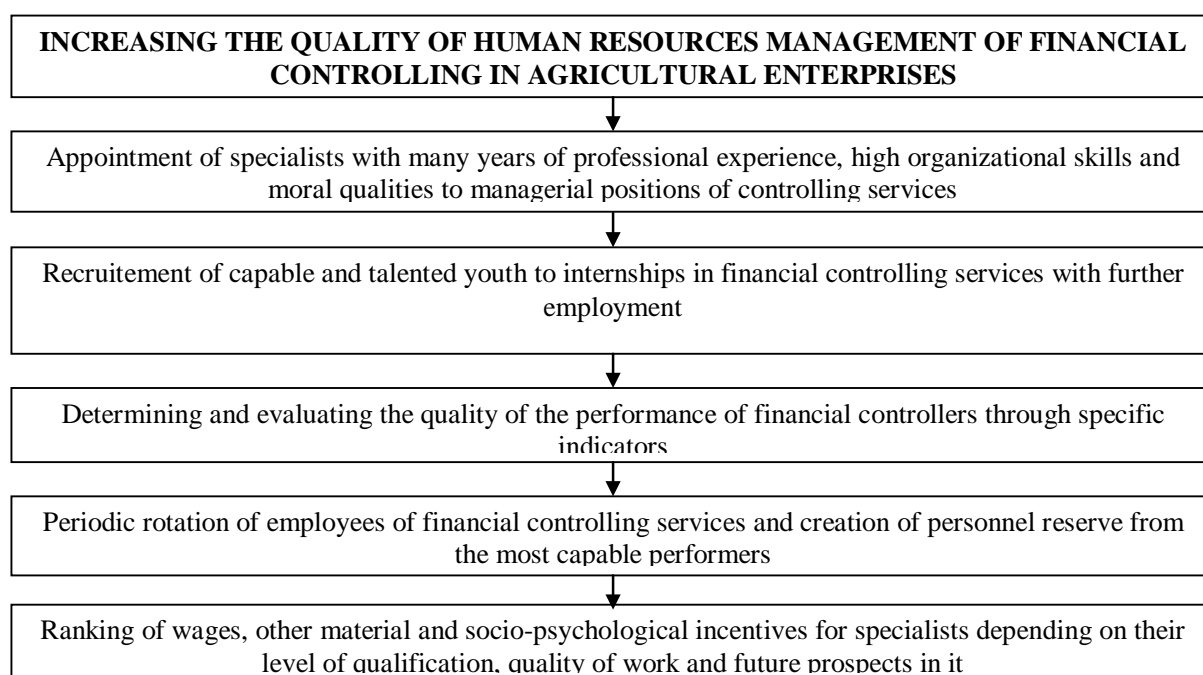 INCREASING THE QUALITY OF HUMAN RESOURCES MANAGEMENT OF FINANCIAL
CONTROLLING IN AGRICULTURAL ENTERPRISES
Appointment of specialists with many years of professional experience, high organizational skills and
moral qualities to managerial positions of controlling services
Recruitement of capable and talented youth to internships in financial controlling services with further
employment
Determining and evaluating the quality of the performance of financial controllers through specific
indicators
Periodic rotation of employees of financial controlling services and creation of personnel reserve from
the most capable performers
Ranking of wages, other material and socio-psychological incentives for specialists depending on their
level of qualification, quality of work and future prospects in it